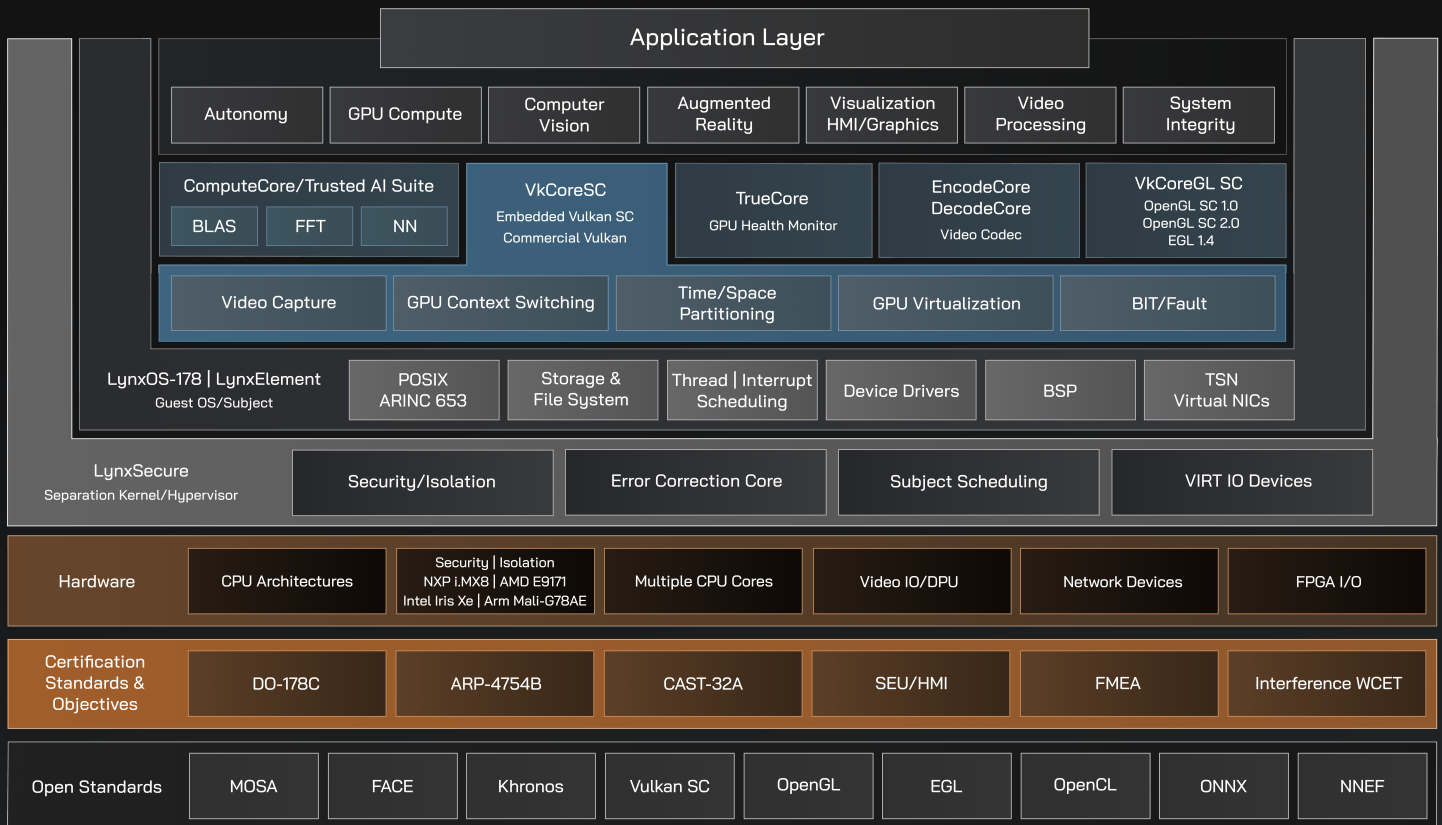 Application Layer
Autonomy
GPU Compute
Computer
Vision
Augmented
Reality
Visualization
HMI/Graphics
Video
Processing
System
Integrity
ComputeCore/Trusted AI Suite
BLAS
FFT
NN
VkCoreSC
Embedded Vulkan SC
Commercial Vulkan
TrueCore
GPU Health Monitor
EncodeCore
DecodeCore
Video Codec
VkCoreGL SC
OpenGL SC 1.0
OpenGL SC 2.0
EGL 1.4
Video Capture
GPU Context Switching
Time/Space
Partitioning
GPU Virtualization
BIT/Fault
LynxOS-178 | LynxElement
Guest OS/Subject
POSIX
ARINC 653
Storage &
File System
Thread | Interrupt
Scheduling
Device Drivers
BSP
TSN
Virtual NICs
LynxSecure
Separation Kernel/Hypervisor
Security/Isolation
Error Correction Core
Subject Scheduling
VIRT IO Devices
Hardware
CPU Architectures
Security | Isolation
NXP i.MX8 | AMD E9171
Intel Iris Xe | Arm Mali-G78AE
Multiple CPU Cores
Video IO/DPU
Network Devices
FPGA I/O
Certification
Standards &
Objectives
DO-178C
ARP-4754B
CAST-32A
SEU/HMI
FMEA
Interference WCET
Open Standards
MOSA
FACE
Khronos
Vulkan SC
OpenGL
EGL
OpenCL
ONNX
NNEF